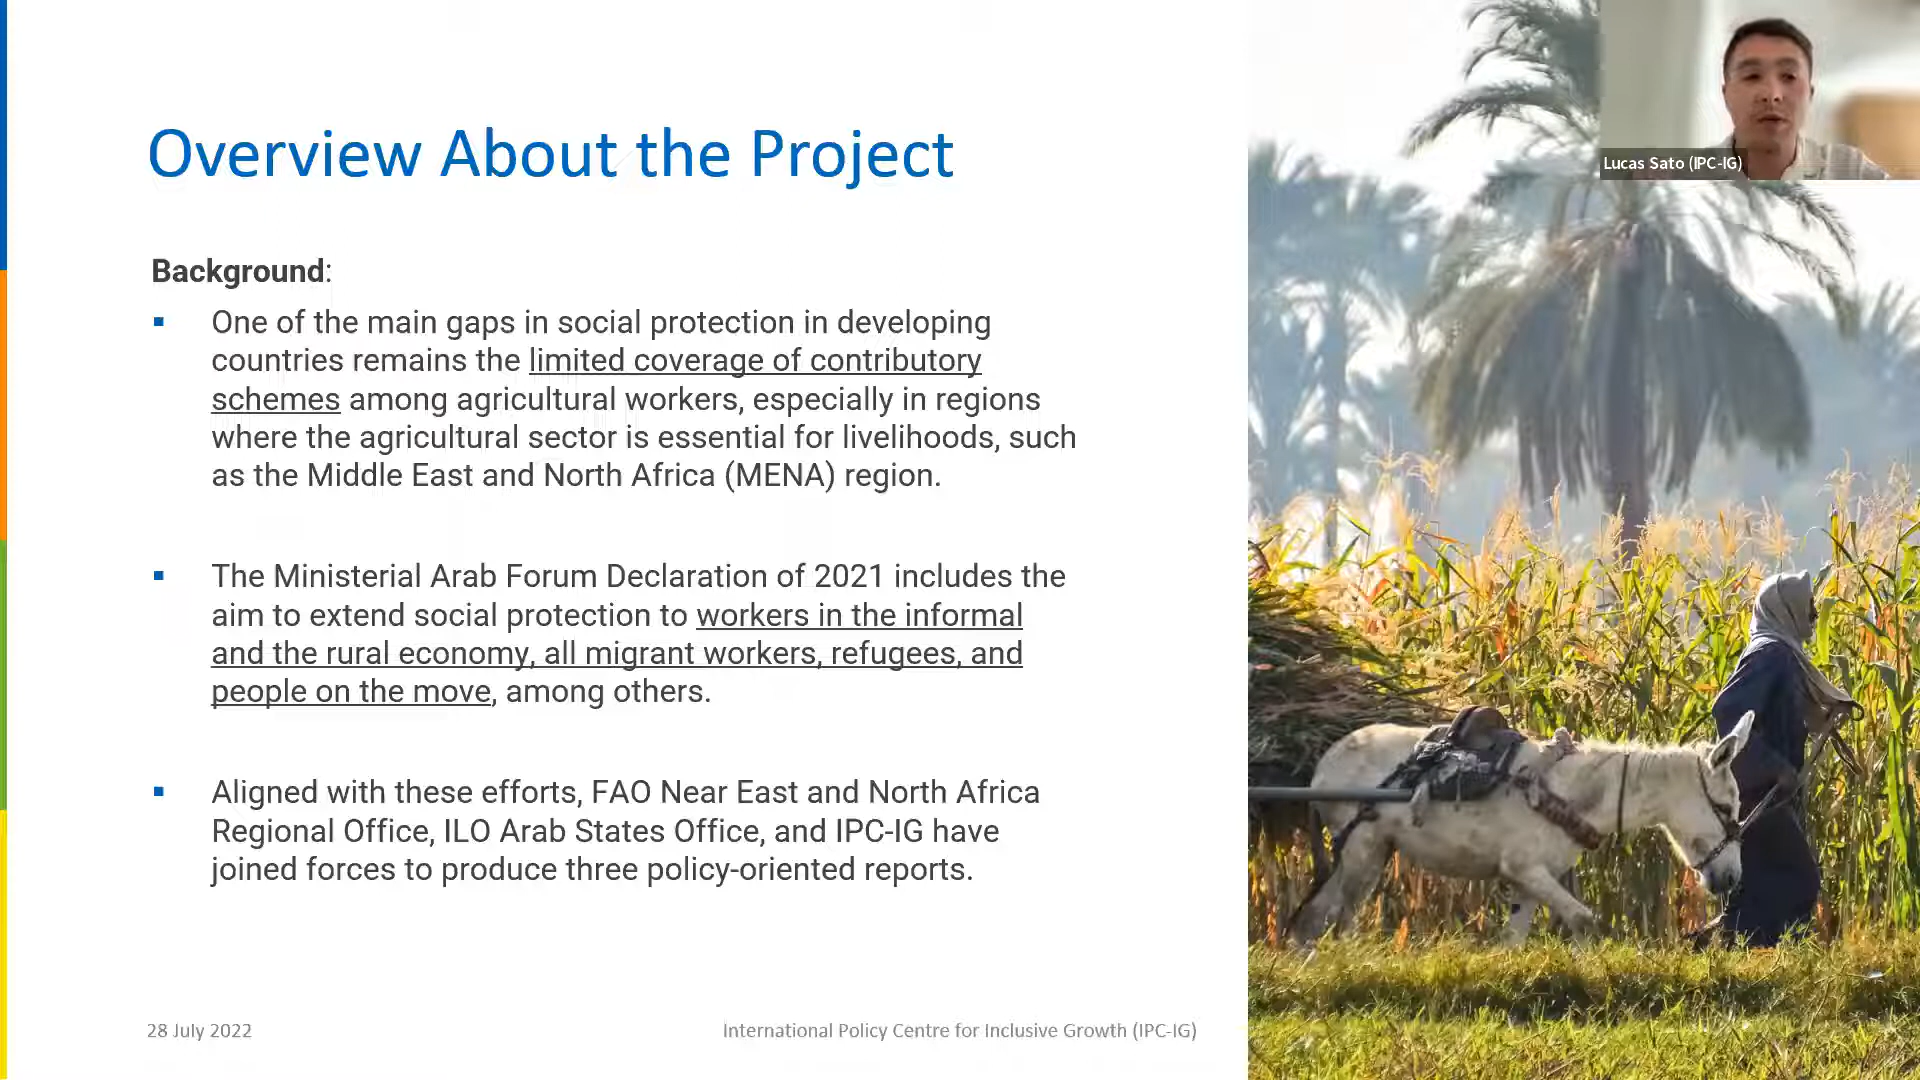 Overview About the Project
Lucas Sato (IPC-IG)
Background:
▪ One of the main gaps in social protection in developing
countries remains the limited coverage of contributory
schemes among agricultural workers, especially in regions
where the agricultural sector is essential for livelihoods, such
as the Middle East and North Africa (MENA) region.
▪ The Ministerial Arab Forum Declaration of 2021 includes the
aim to extend social protection to workers in the informal
and the rural economy, all migrant workers, refugees, and
people on the move, among others.
▪ Aligned with these efforts, FAO Near East and North Africa
Regional Office, ILO Arab States Office, and IPC-IG have
joined forces to produce three policy-oriented reports.
28 July 2022
International Policy Centre for Inclusive Growth (IPC-IG)